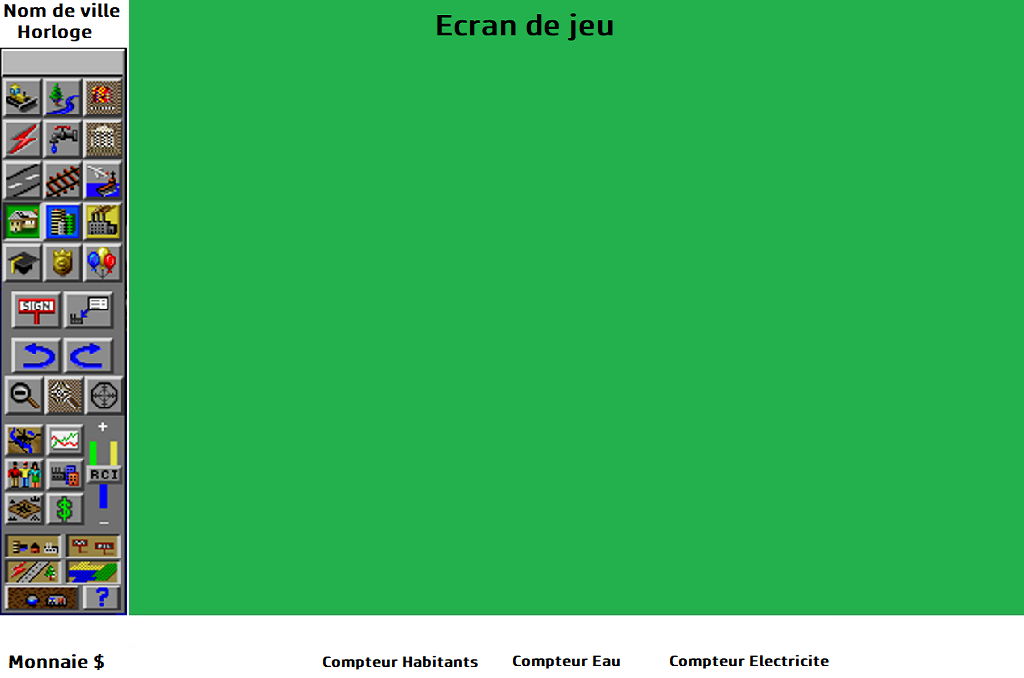 Nom de ville
Horloge
Ecran de jeu
SIGN
+
RCI
−
$
?
Monnaie $
Compteur Habitants
Compteur Eau
Compteur Electricite